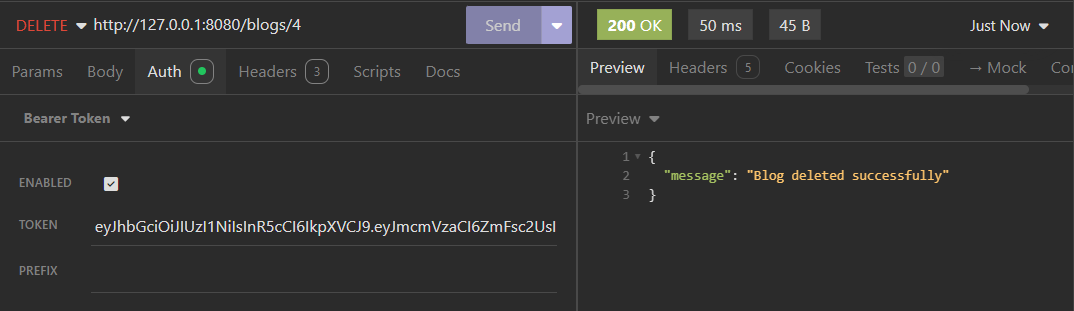 DELETE http://127.0.0.1:8080/blogs/4 Send
Params Body Auth Headers 3 Scripts Docs
Bearer Token
ENABLED
TOKEN eyJhbGciOiJIUzI1NiIsInR5cCI6IkpXVCJ9.eyJmcmVzaCI6ZmFsc2UsI
PREFIX
200 OK 50 ms 45 B Just Now
Preview Headers 5 Cookies Tests 0 / 0 → Mock Co
Preview
1 {
2 "message": "Blog deleted successfully"
3 }